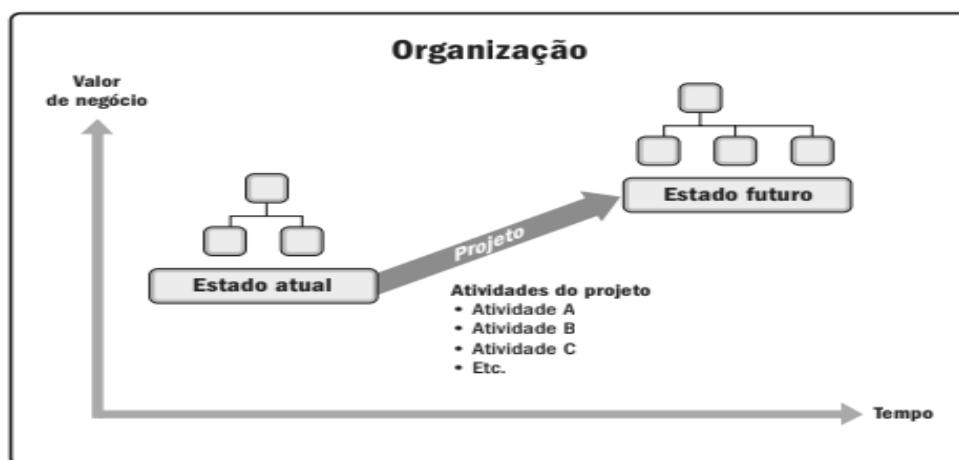 Organização
Valor
de negócio
Estado futuro
Projeto
Estado atual
Atividades do projeto
• Atividade A
• Atividade B
• Atividade C
• Etc.
Tempo